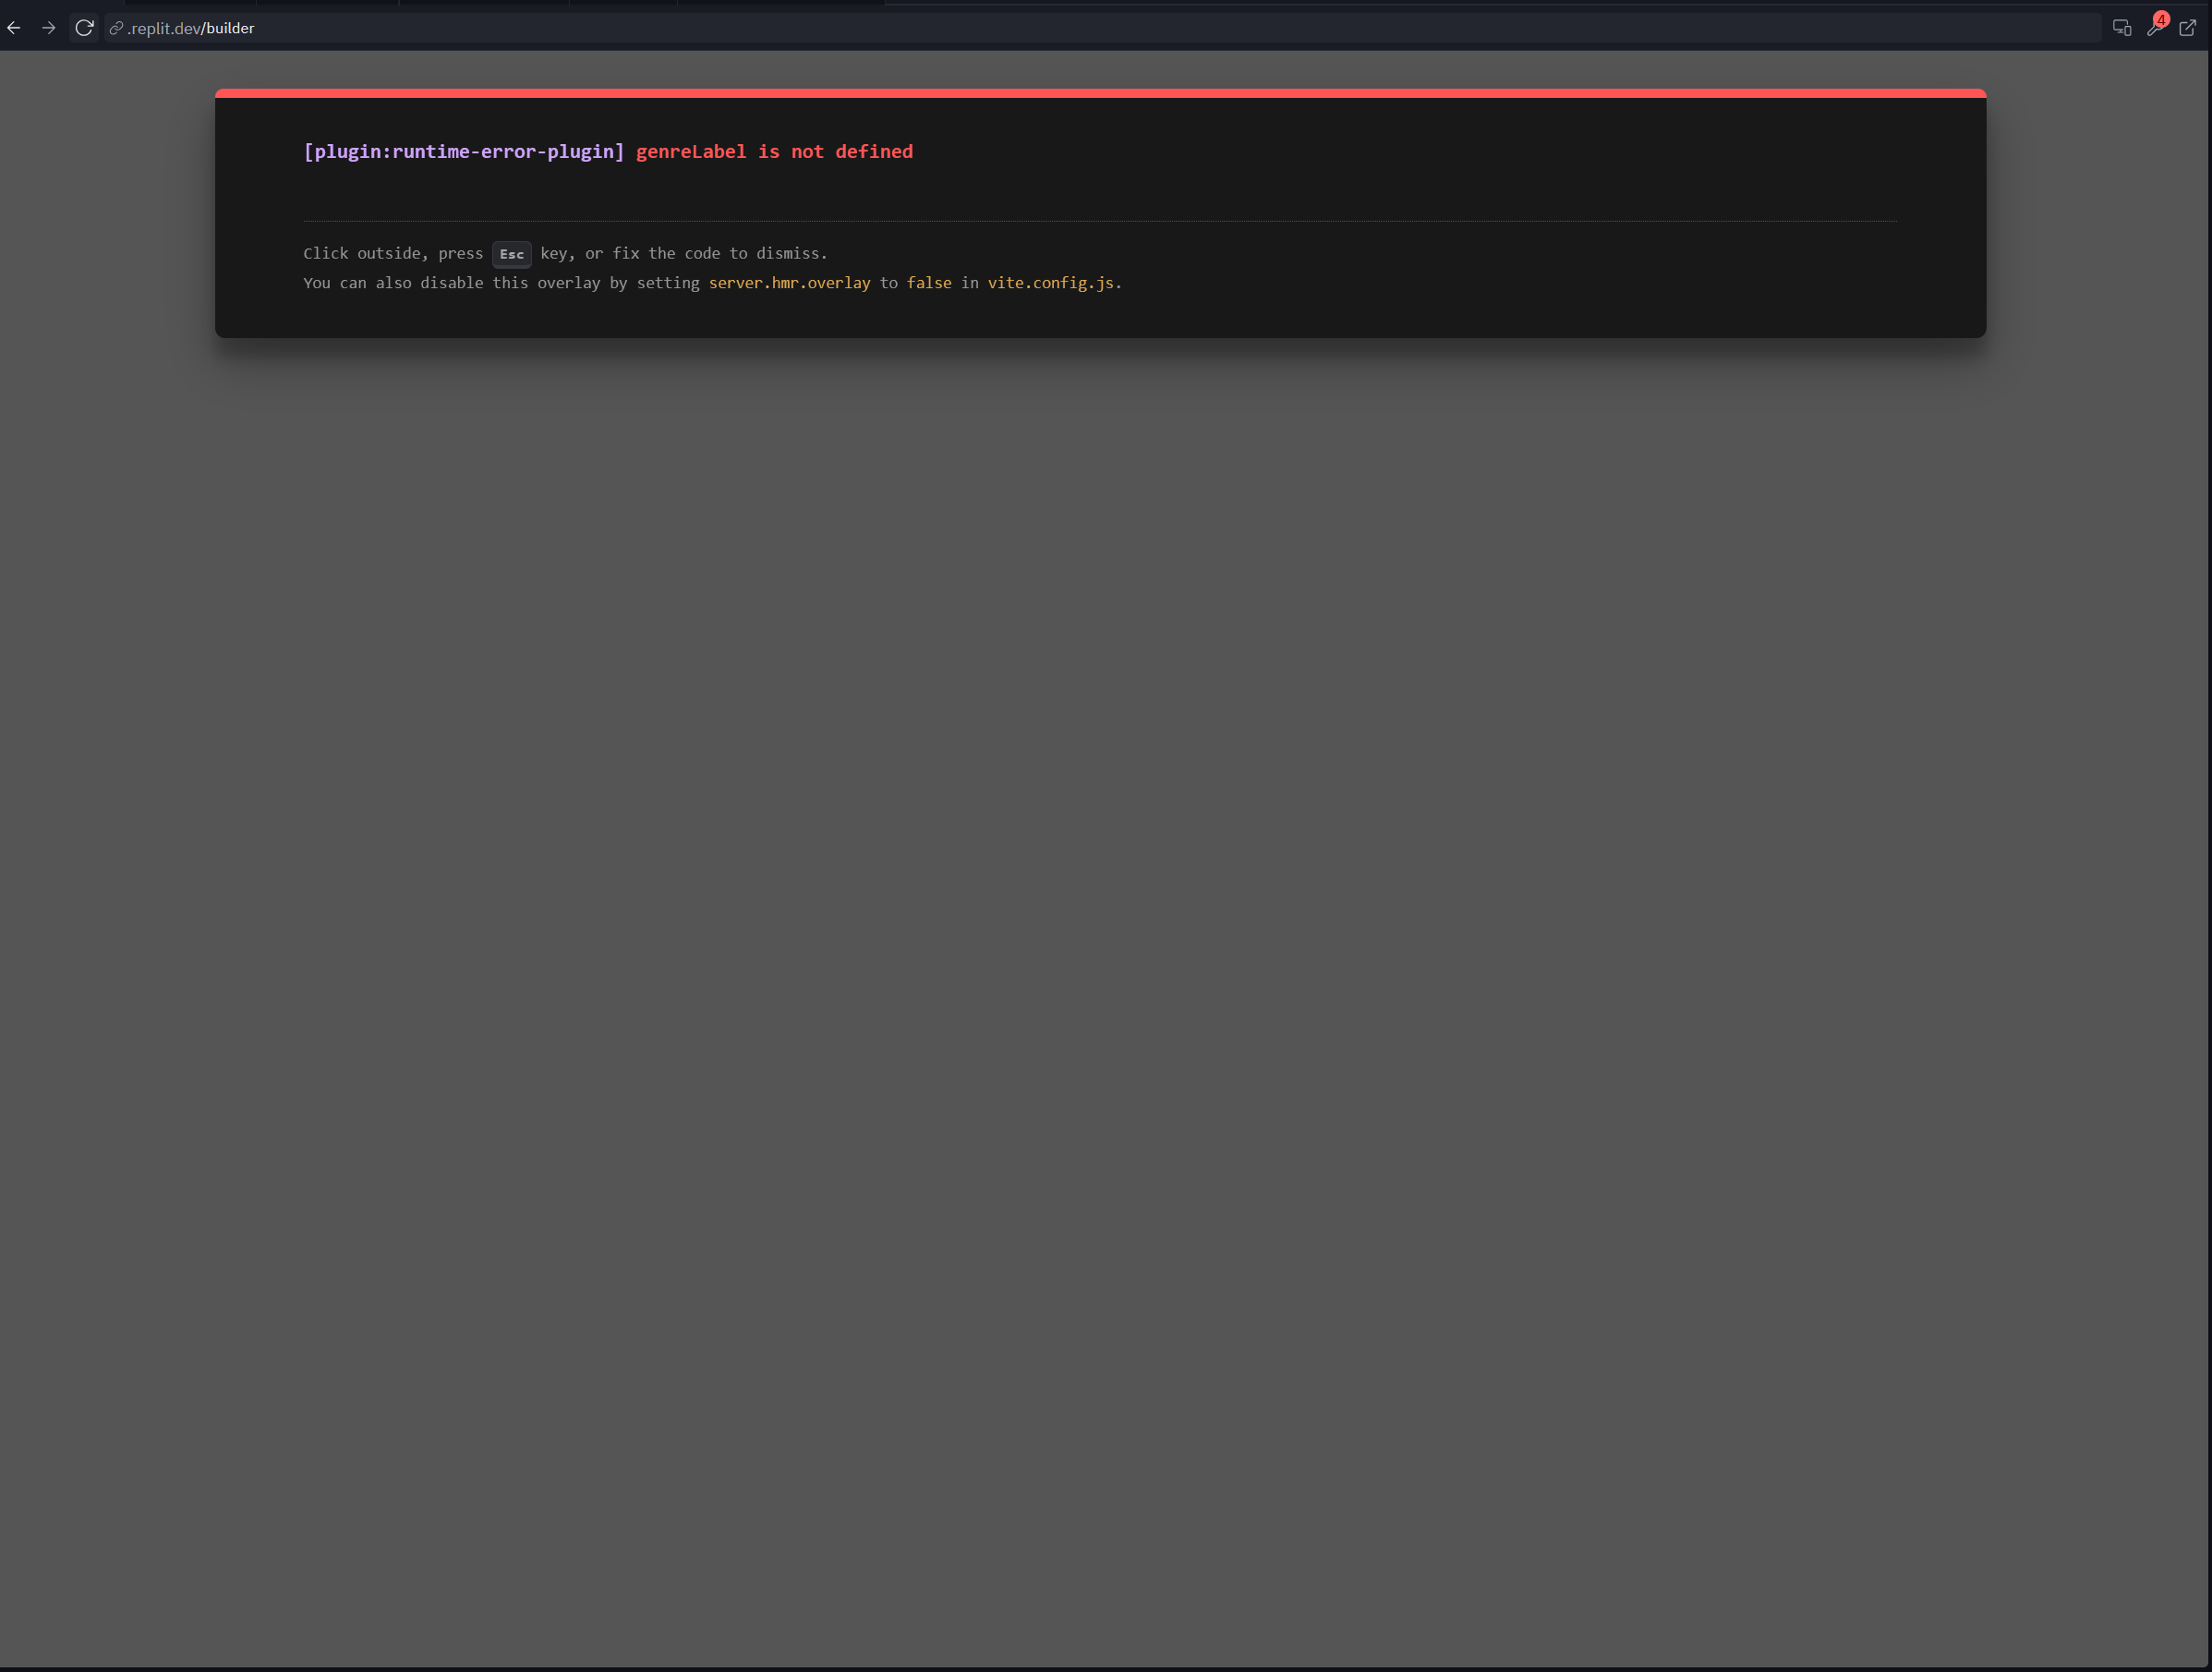 .replit.dev/builder
4
[plugin:runtime-error-plugin] genreLabel is not defined
Click outside, press Esc key, or fix the code to dismiss.
You can also disable this overlay by setting server.hmr.overlay to false in vite.config.js.